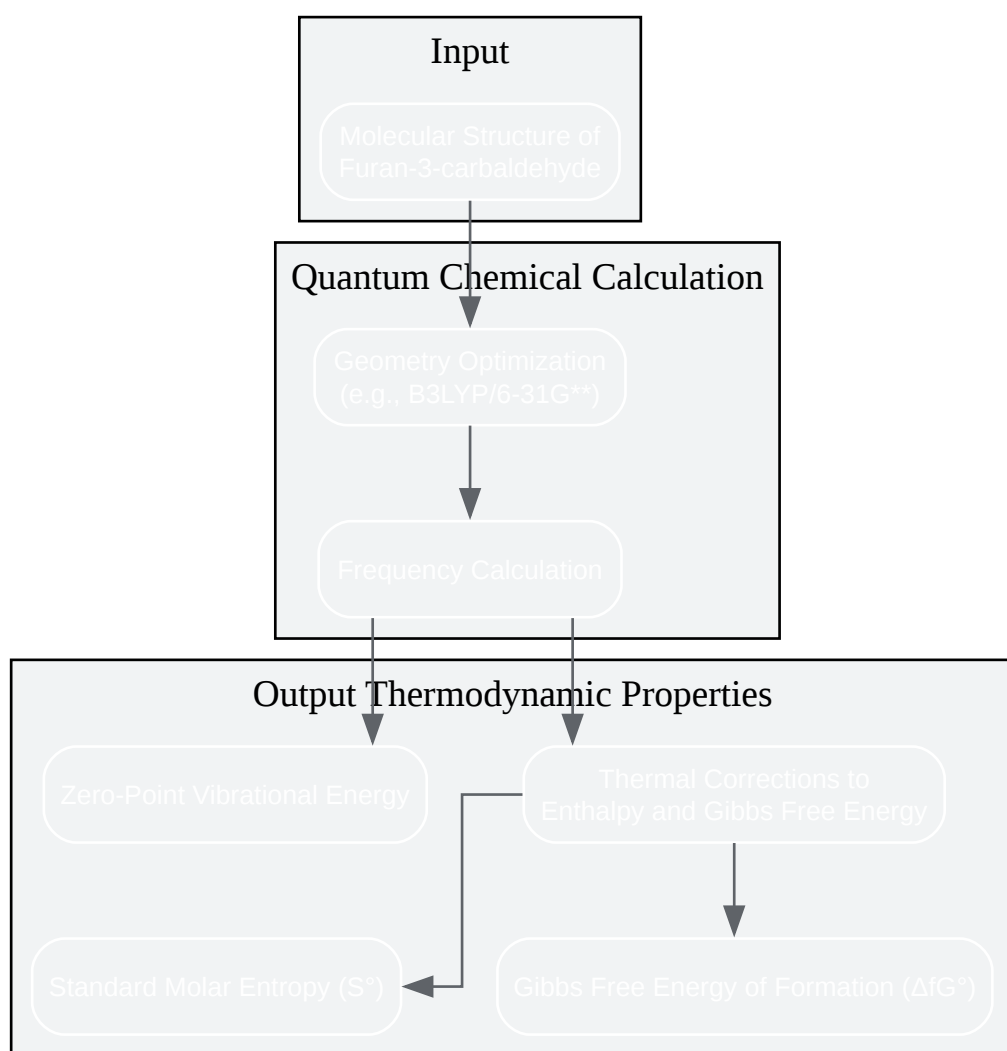 Input
Molecular Structure of
Furan-3-carbaldehyde
Quantum Chemical Calculation
Geometry Optimization
(e.g., B3LYP/6-31G**)
Frequency Calculation
Output Thermodynamic Properties
Zero-Point Vibrational Energy
Thermal Corrections to
Enthalpy and Gibbs Free Energy
Standard Molar Entropy (S°)
Gibbs Free Energy of Formation (ΔfG°)